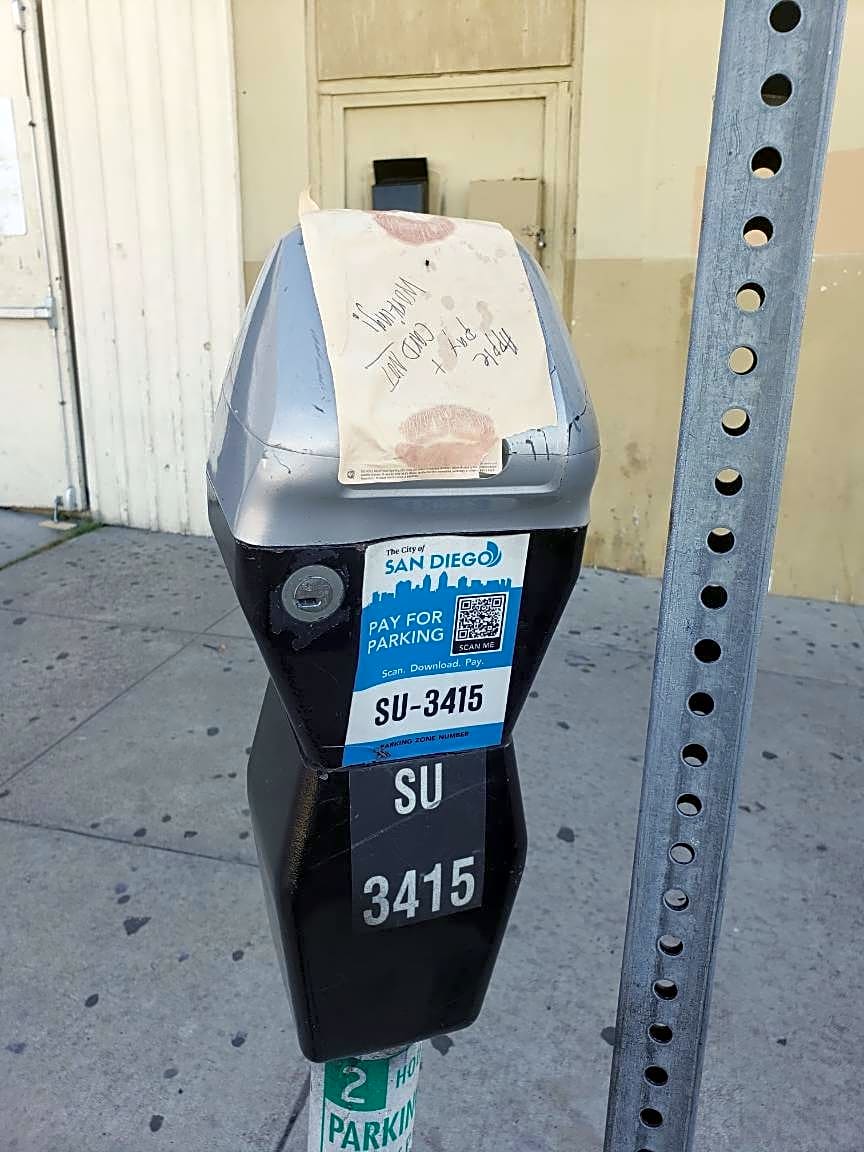 Apple
pay +
CARD NOT
Working!
The City of
SAN DIEGO
PAY FOR
PARKING
SCAN ME
Scan. Download. Pay.
SU-3415
PARKING ZONE NUMBER
SU
3415
2 HO
PARKIN